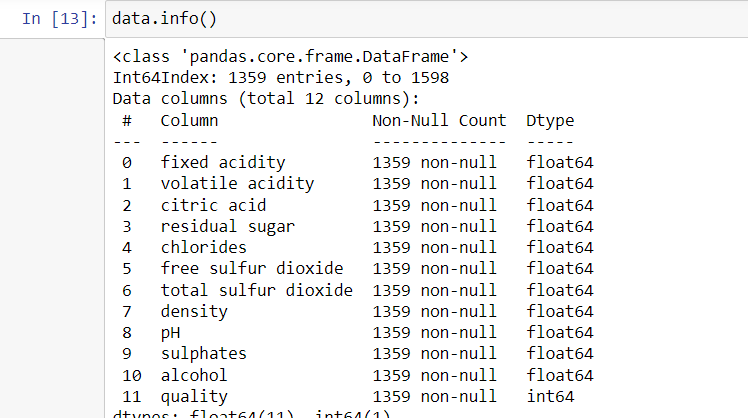 In [13]: data.info()
<class 'pandas.core.frame.DataFrame'>
Int64Index: 1359 entries, 0 to 1598
Data columns (total 12 columns):
 #   Column                Non-Null Count  Dtype
---  ------                --------------  -----
 0   fixed acidity         1359 non-null   float64
 1   volatile acidity      1359 non-null   float64
 2   citric acid           1359 non-null   float64
 3   residual sugar        1359 non-null   float64
 4   chlorides             1359 non-null   float64
 5   free sulfur dioxide   1359 non-null   float64
 6   total sulfur dioxide  1359 non-null   float64
 7   density               1359 non-null   float64
 8   pH                    1359 non-null   float64
 9   sulphates             1359 non-null   float64
 10  alcohol               1359 non-null   float64
 11  quality               1359 non-null   int64
dtypes: float64(11), int64(1)